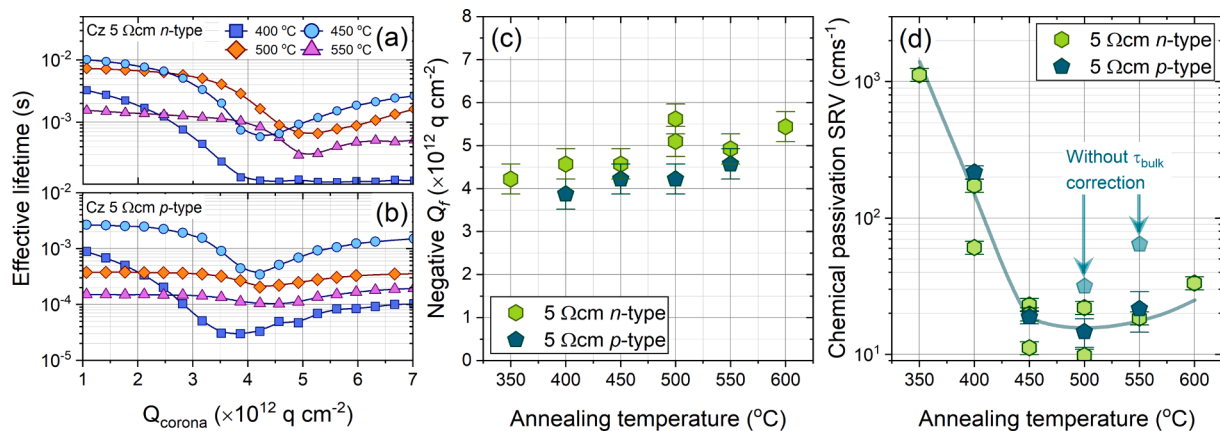 Cz 5 Ωcm n-type
400 °C
450 °C
500 °C
550 °C
(a)
10⁻²
10⁻³
Effective lifetime (s)
Cz 5 Ωcm p-type
(b)
10⁻²
10⁻³
10⁻⁴
10⁻⁵
1 2 3 4 5 6 7
Q_corona (×10¹² q cm⁻²)
(c)
Negative Q_f (×10¹² q cm⁻²)
8
7
6
5
4
3
2
1
0
5 Ωcm n-type
5 Ωcm p-type
350 400 450 500 550 600
Annealing temperature (°C)
(d)
Chemical passivation SRV (cms⁻¹)
5 Ωcm n-type
5 Ωcm p-type
10³
10²
10¹
Without τ_bulk
correction
350 400 450 500 550 600
Annealing temperature (°C)